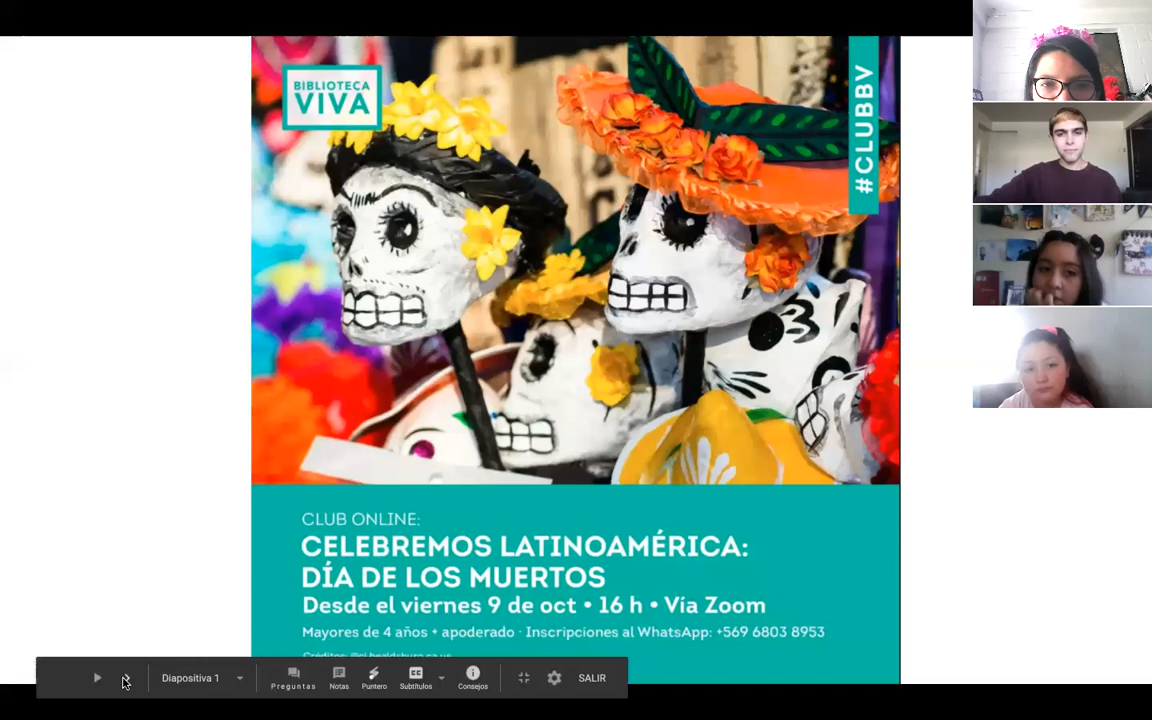 BIBLIOTECA
VIVA
#CLUBBV
CLUB ONLINE:
CELEBREMOS LATINOAMÉRICA:
DÍA DE LOS MUERTOS
Desde el viernes 9 de oct • 16 h • Vía Zoom
Mayores de 4 años + apoderado · Inscripciones al WhatsApp: +569 6803 8953
Diapositiva 1
Preguntas
Notas
Puntero
Subtítulos
Consejos
SALIR